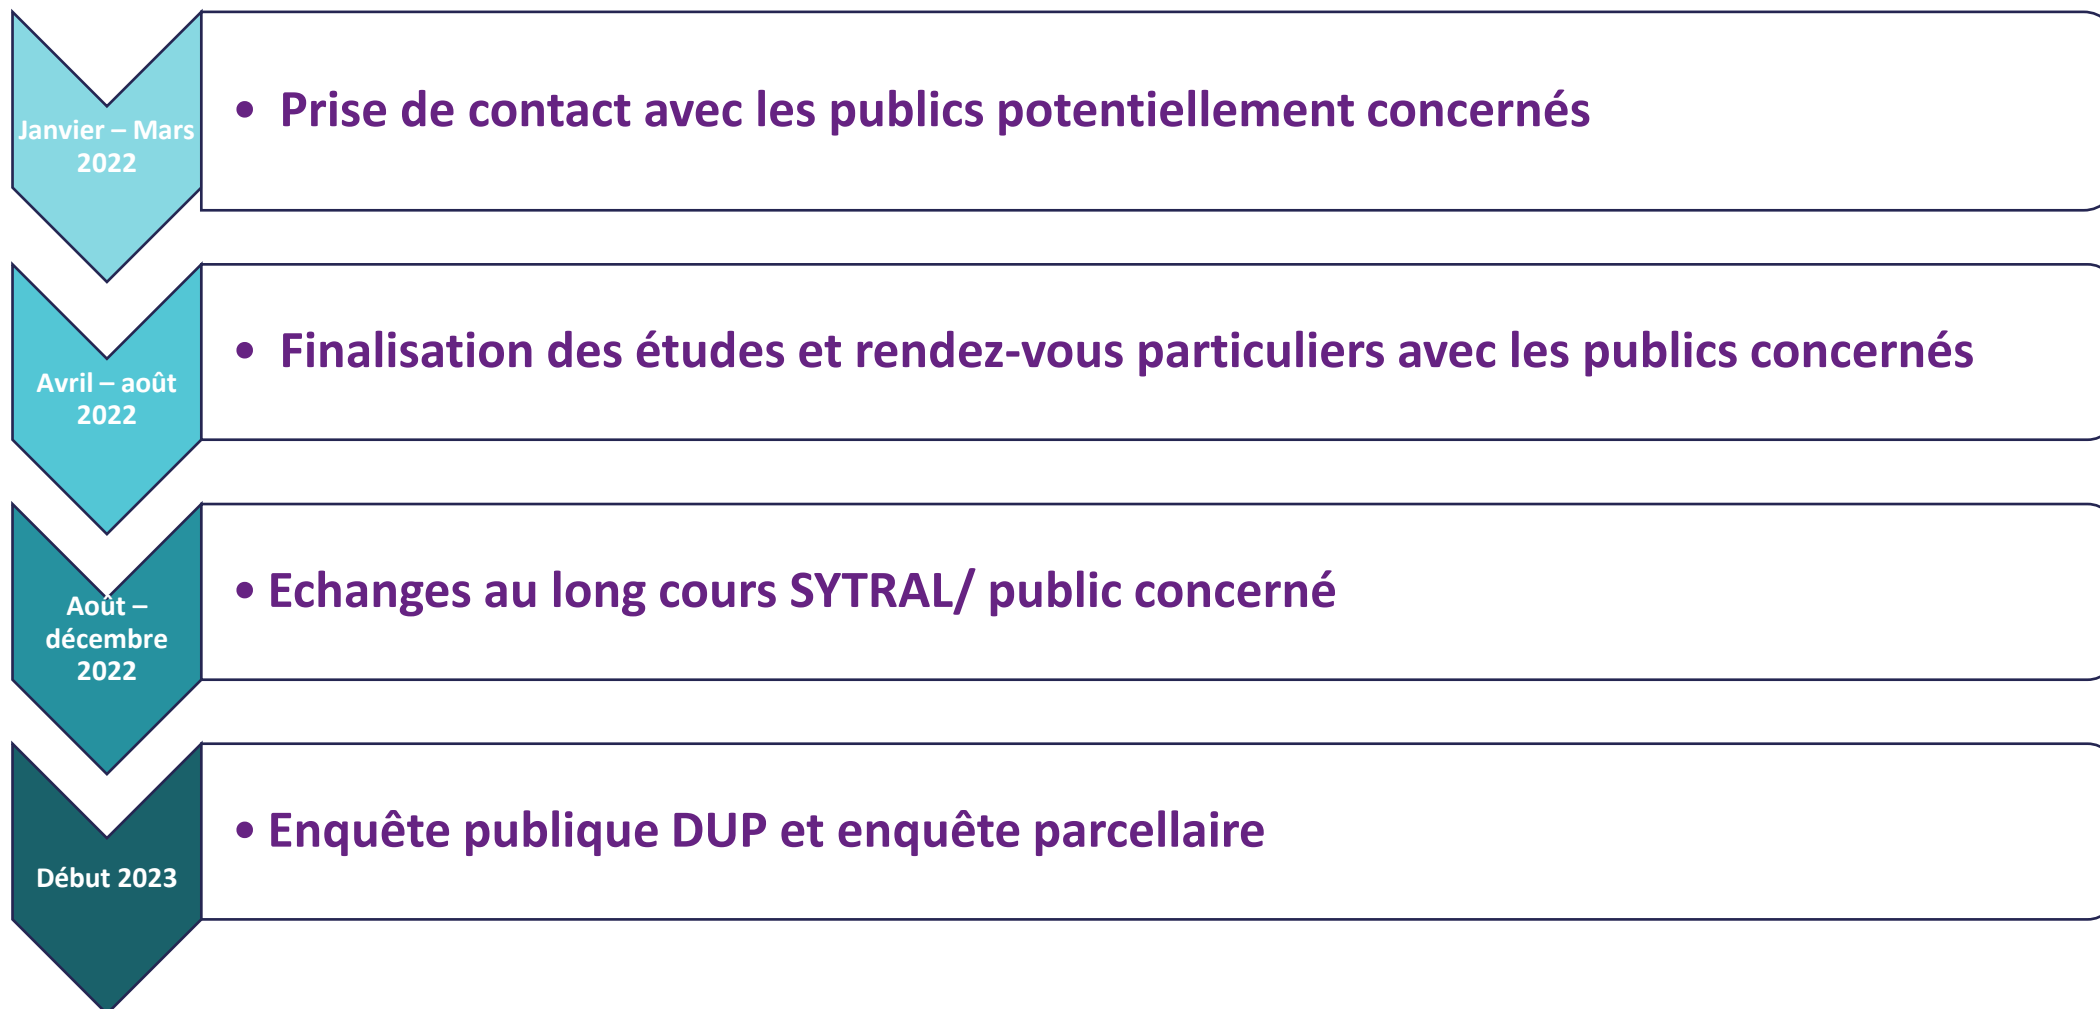 Janvier – Mars
2022
• Prise de contact avec les publics potentiellement concernés
Avril – août
2022
• Finalisation des études et rendez-vous particuliers avec les publics concernés
Août –
décembre
2022
• Echanges au long cours SYTRAL/ public concerné
Début 2023
• Enquête publique DUP et enquête parcellaire